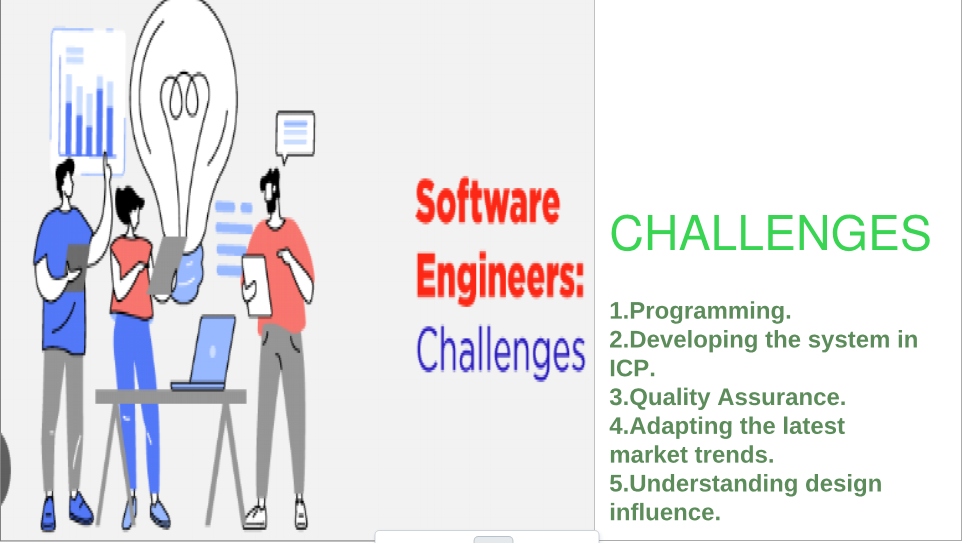 Software
Engineers:
Challenges
CHALLENGES
1.Programming.
2.Developing the system in
ICP.
3.Quality Assurance.
4.Adapting the latest
market trends.
5.Understanding design
influence.